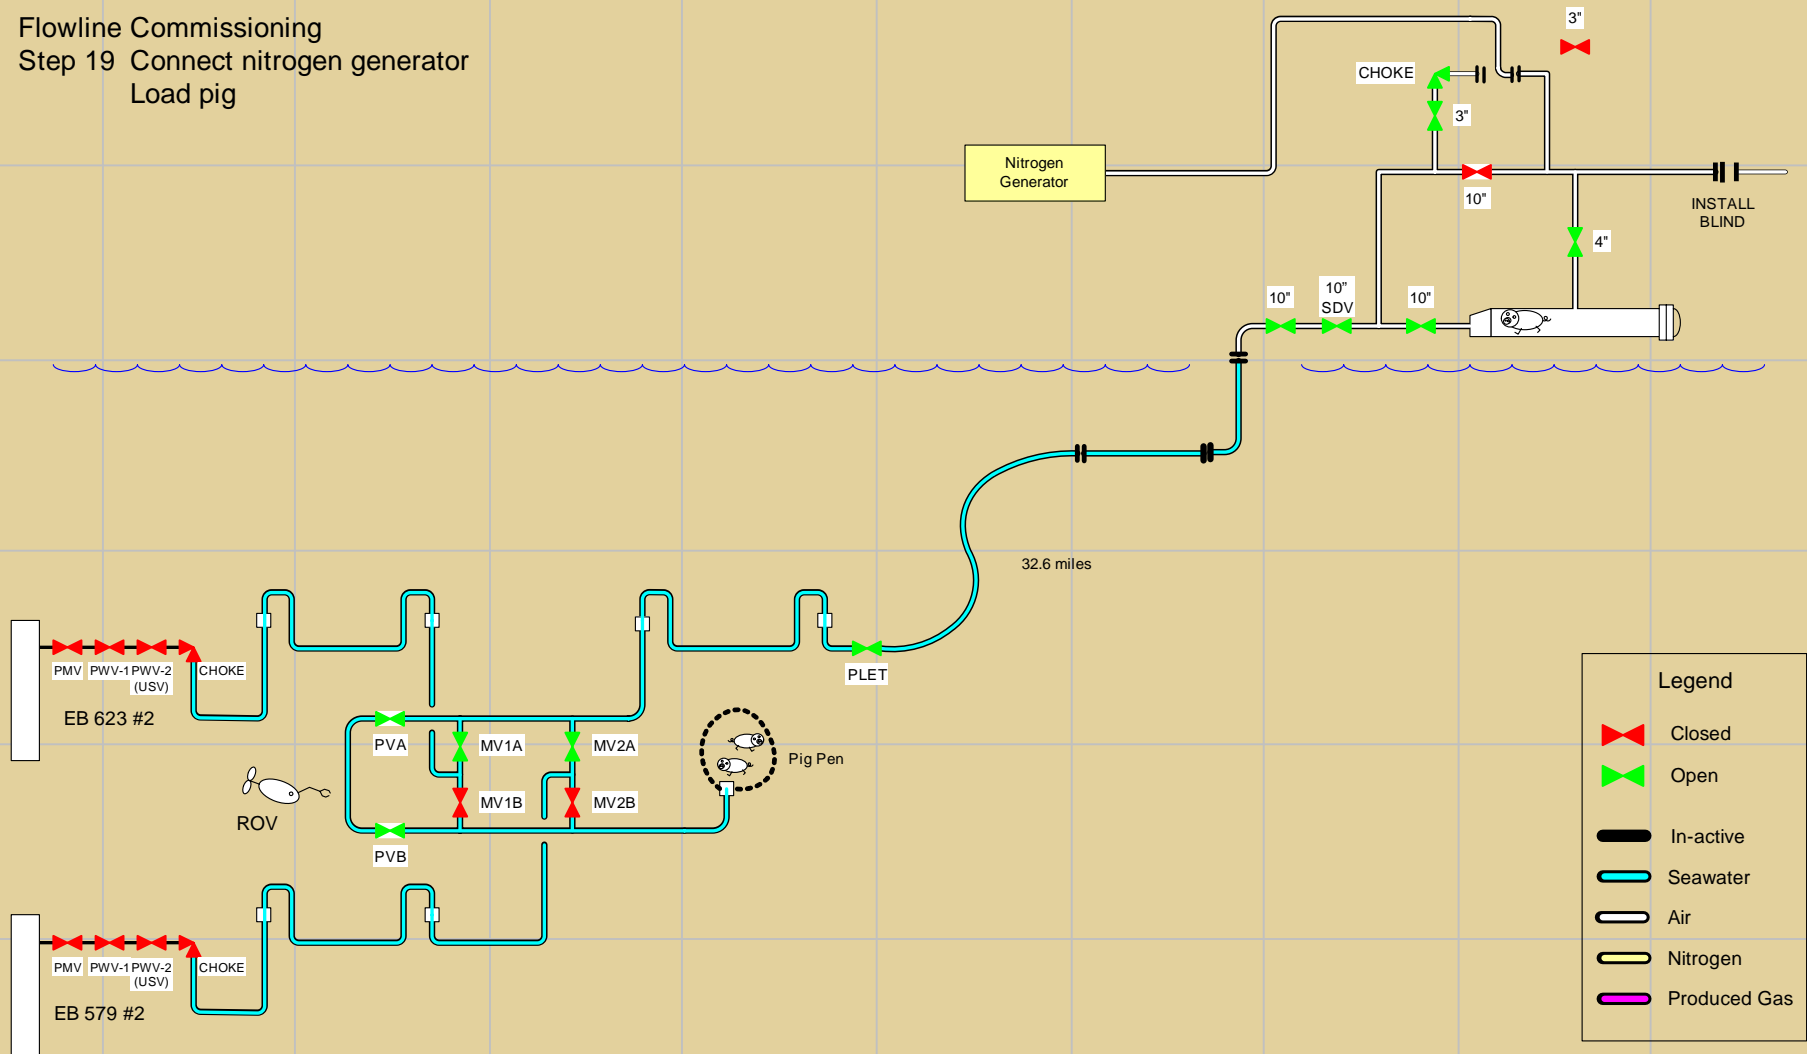 Flowline Commissioning
Step 19 Connect nitrogen generator
Load pig
3"
CHOKE
3"
Nitrogen
Generator
10"
INSTALL
BLIND
4"
10"
10”
SDV
10"
32.6 miles
PMV
PWV-1
PWV-2
(USV)
CHOKE
EB 623 #2
PLET
PVA
MV1A
MV2A
Pig Pen
ROV
MV1B
MV2B
PVB
PMV
PWV-1
PWV-2
(USV)
CHOKE
EB 579 #2
Legend
Closed
Open
In-active
Seawater
Air
Nitrogen
Produced Gas